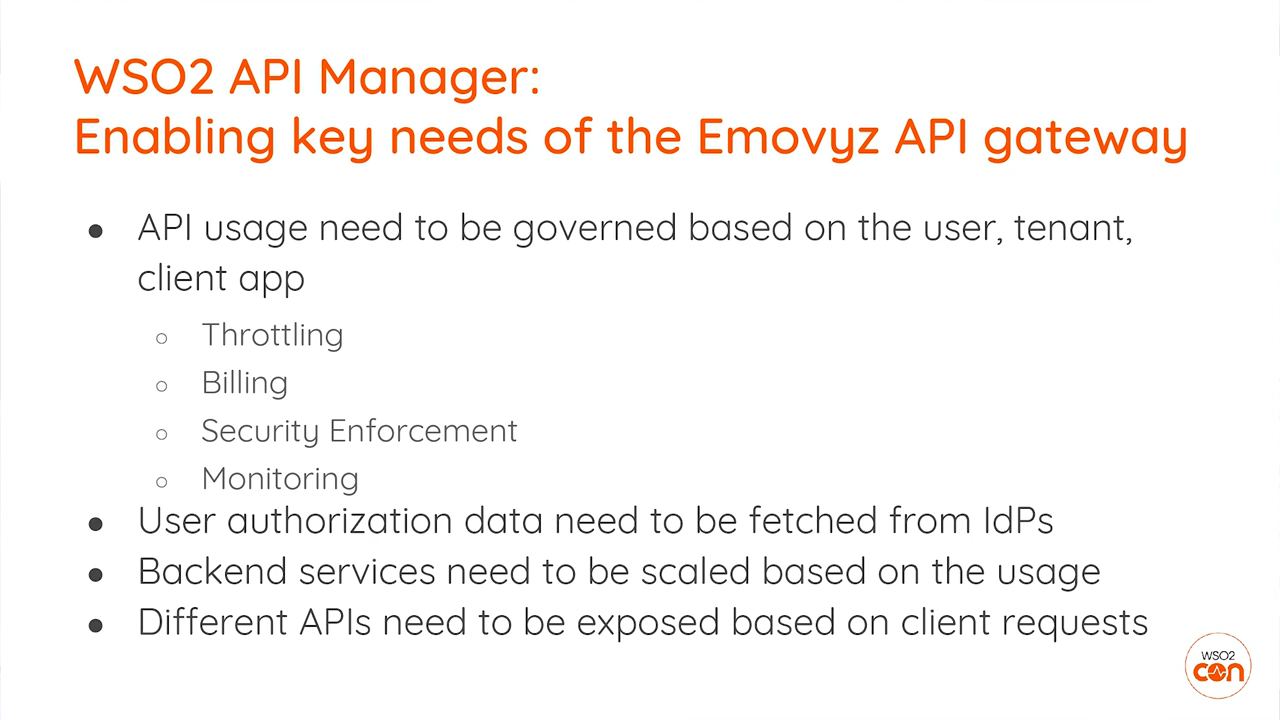 WSO2 API Manager:
Enabling key needs of the Emovyz API gateway
● API usage need to be governed based on the user, tenant,
client app
○ Throttling
○ Billing
○ Security Enforcement
○ Monitoring
● User authorization data need to be fetched from IdPs
● Backend services need to be scaled based on the usage
● Different APIs need to be exposed based on client requests
WSO2
con